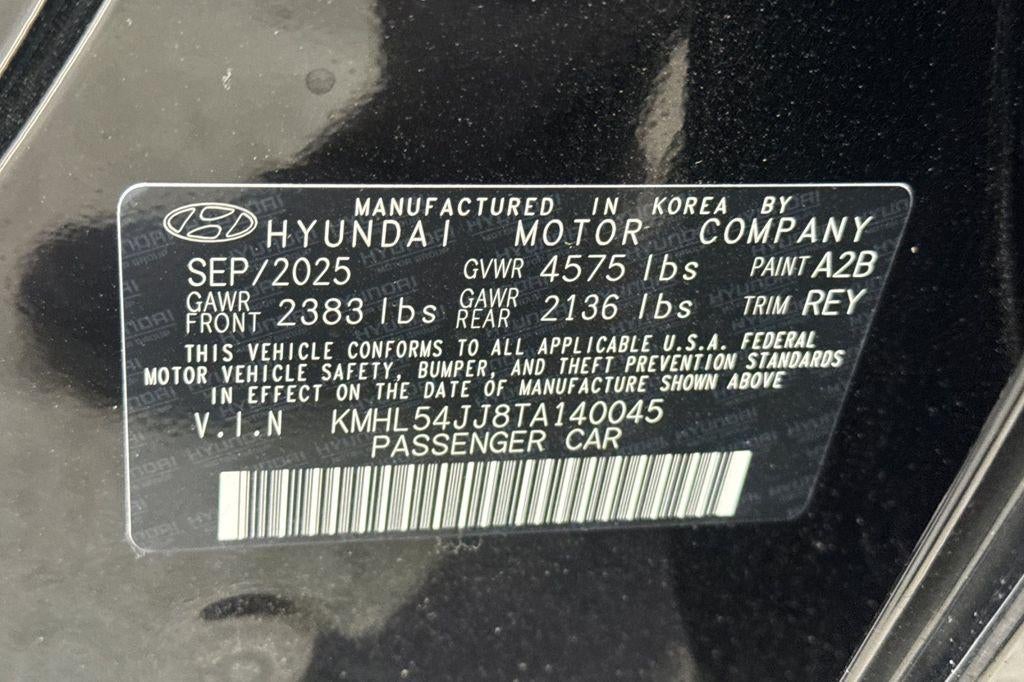 MANUFACTURED IN KOREA BY
HYUNDAI MOTOR COMPANY
SEP/2025 GVWR 4575 lbs PAINT A2B
GAWR FRONT 2383 lbs GAWR REAR 2136 lbs TRIM REY
THIS VEHICLE CONFORMS TO ALL APPLICABLE U.S.A. FEDERAL
MOTOR VEHICLE SAFETY, BUMPER, AND THEFT PREVENTION STANDARDS
IN EFFECT ON THE DATE OF MANUFACTURE SHOWN ABOVE
V.I.N KMHL54JJ8TA140045
PASSENGER CAR